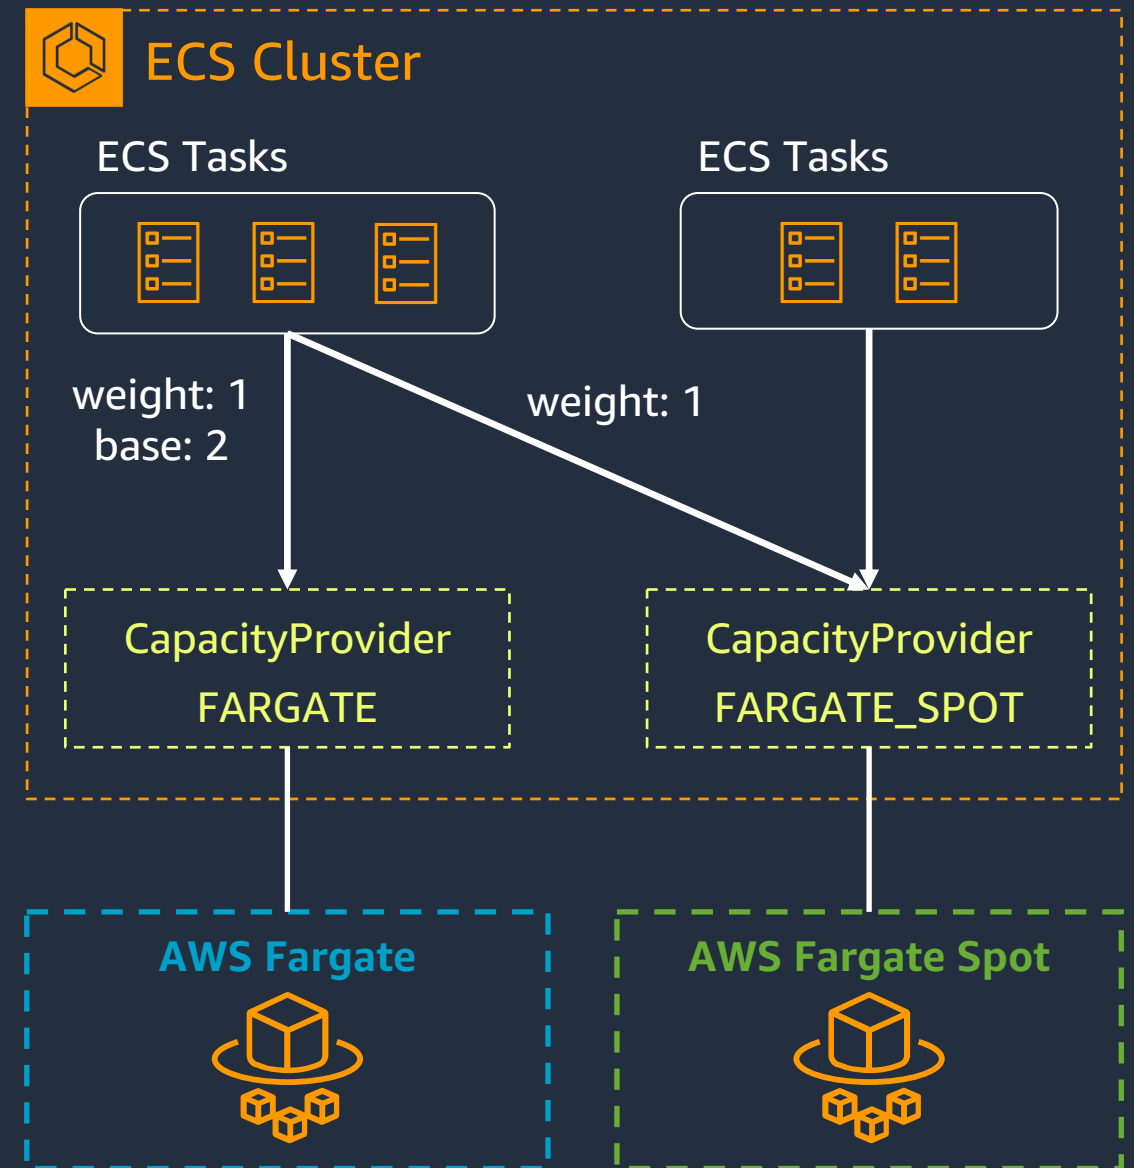 ECS Cluster
ECS Tasks
ECS Tasks
weight: 1
base: 2
weight: 1
CapacityProvider
FARGATE
CapacityProvider
FARGATE_SPOT
AWS Fargate
AWS Fargate Spot